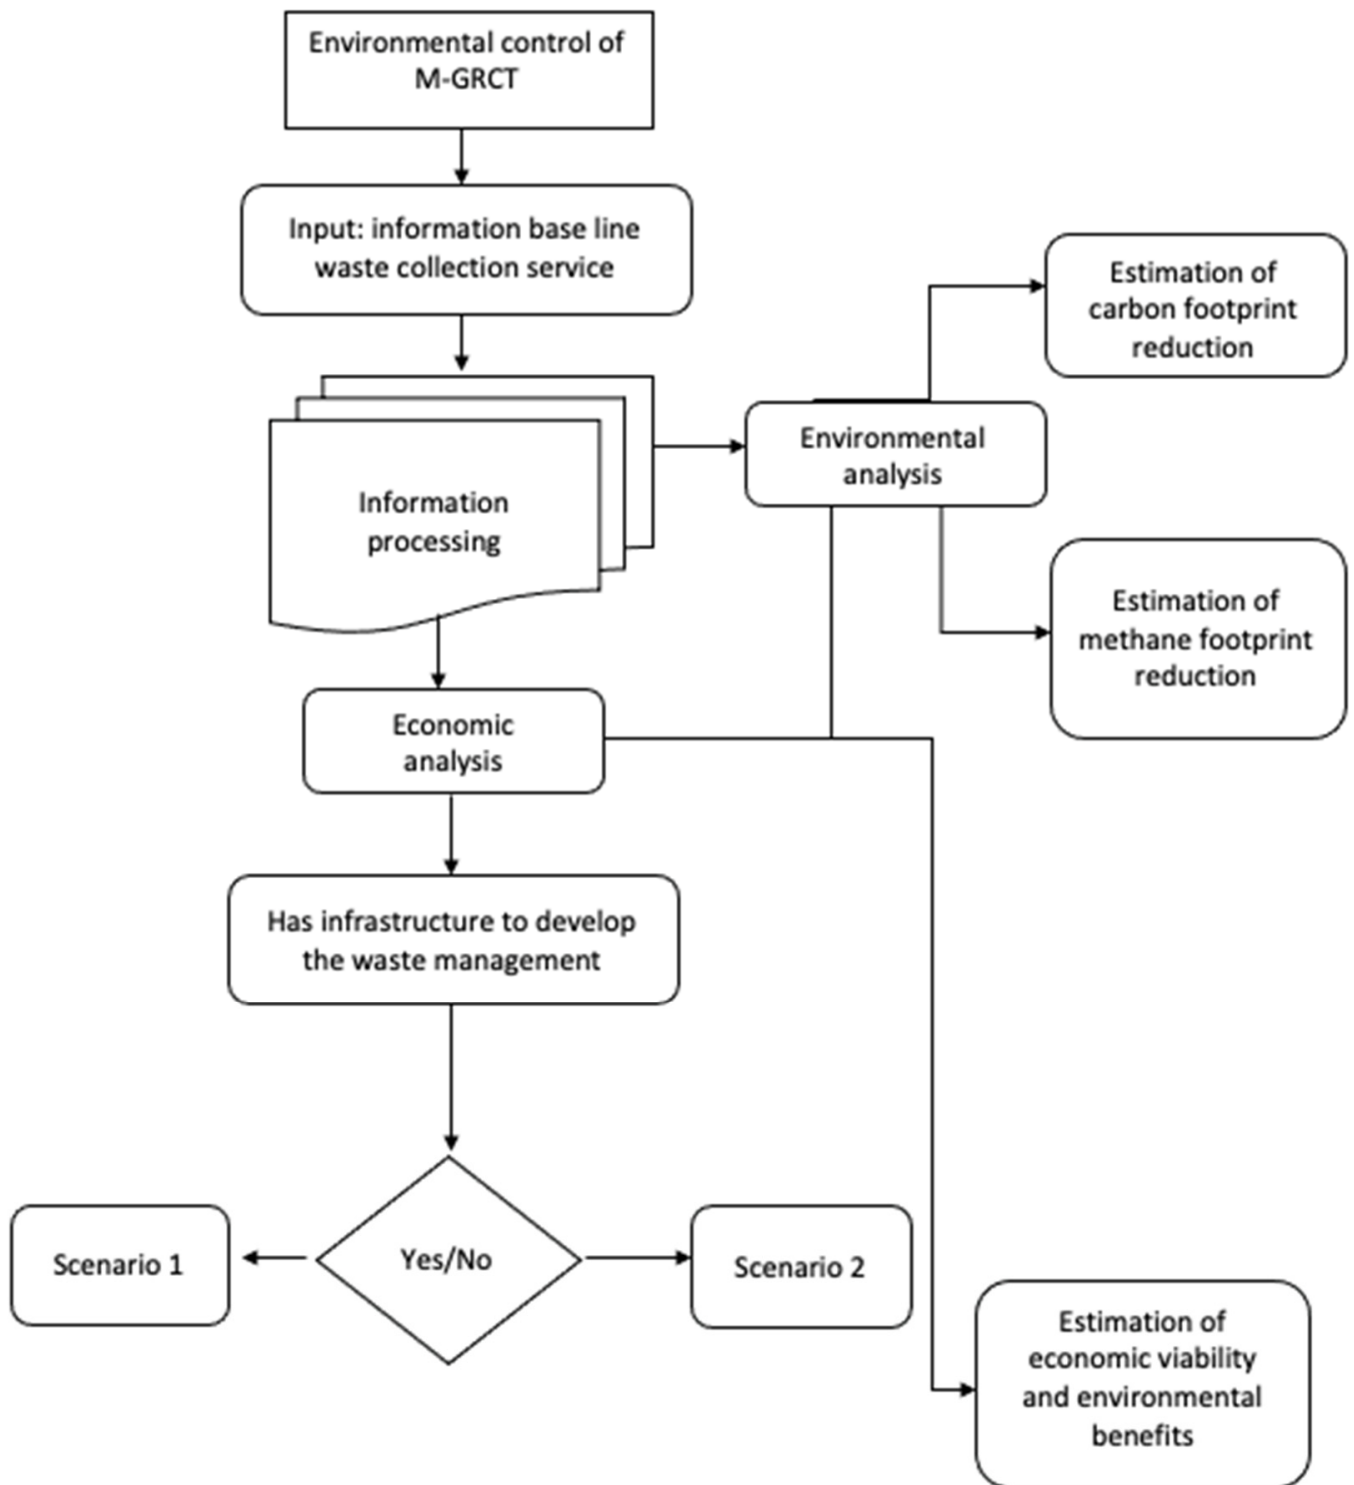 Environmental control of
M-GRCT
Input: information base line
waste collection service
Estimation of
carbon footprint
reduction
Environmental
analysis
Information
processing
Estimation of
methane footprint
reduction
Economic
analysis
Has infrastructure to develop
the waste management
Scenario 1
Yes/No
Scenario 2
Estimation of
economic viability
and environmental
benefits